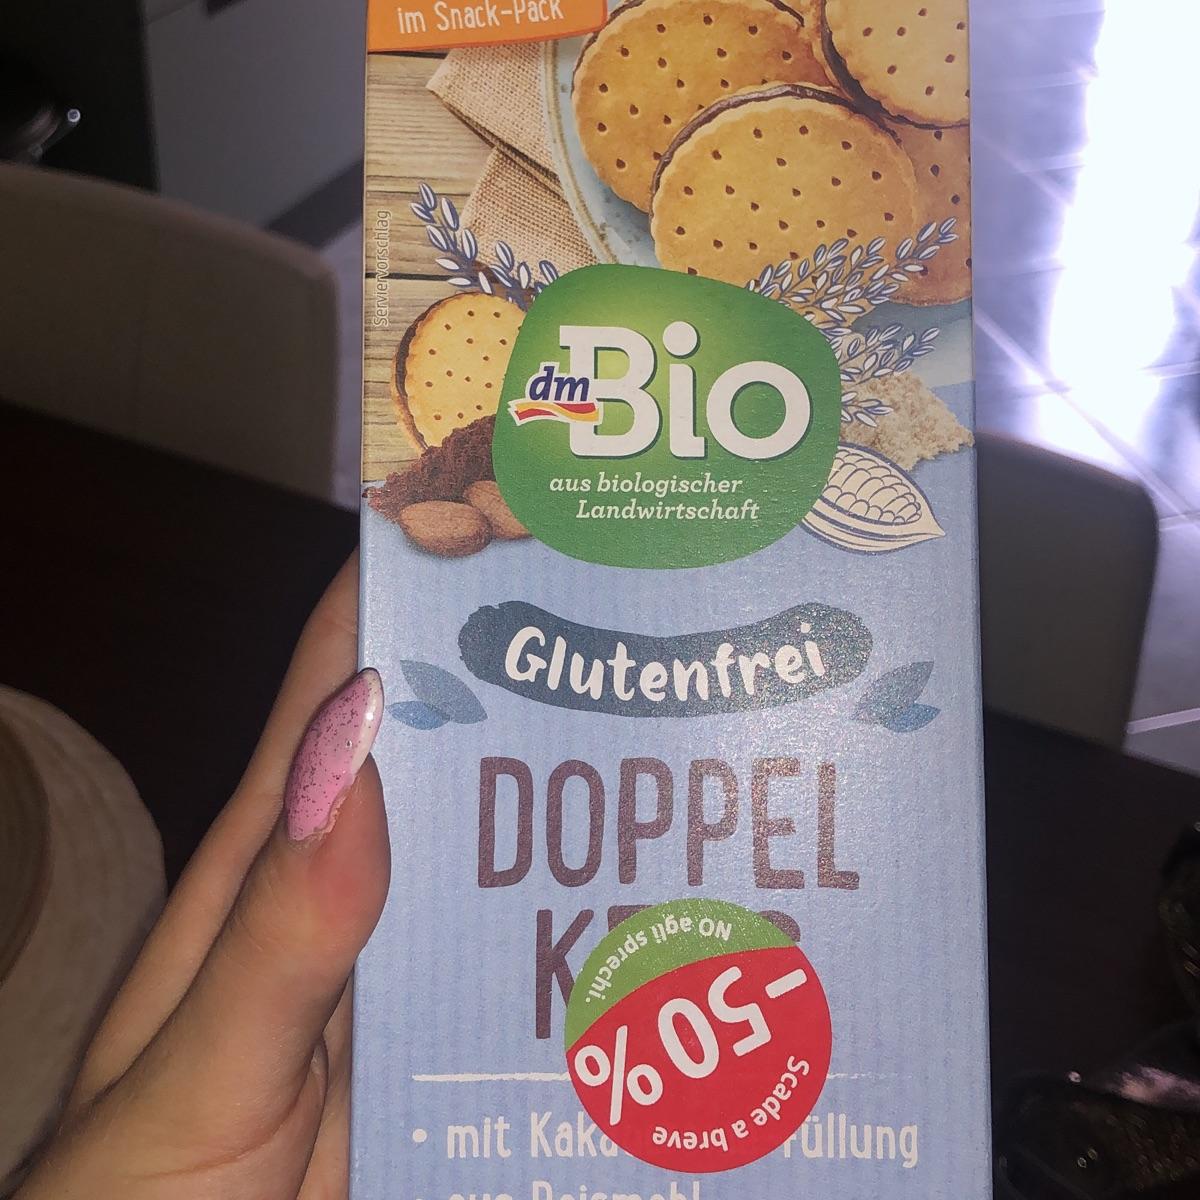 im Snack-Pack
Serviervorschlag
dm
Bio
aus biologischer
Landwirtschaft
Glutenfrei
DOPPEL
NO agli sprechi.
-50%
Scade a breve
• mit
füllung